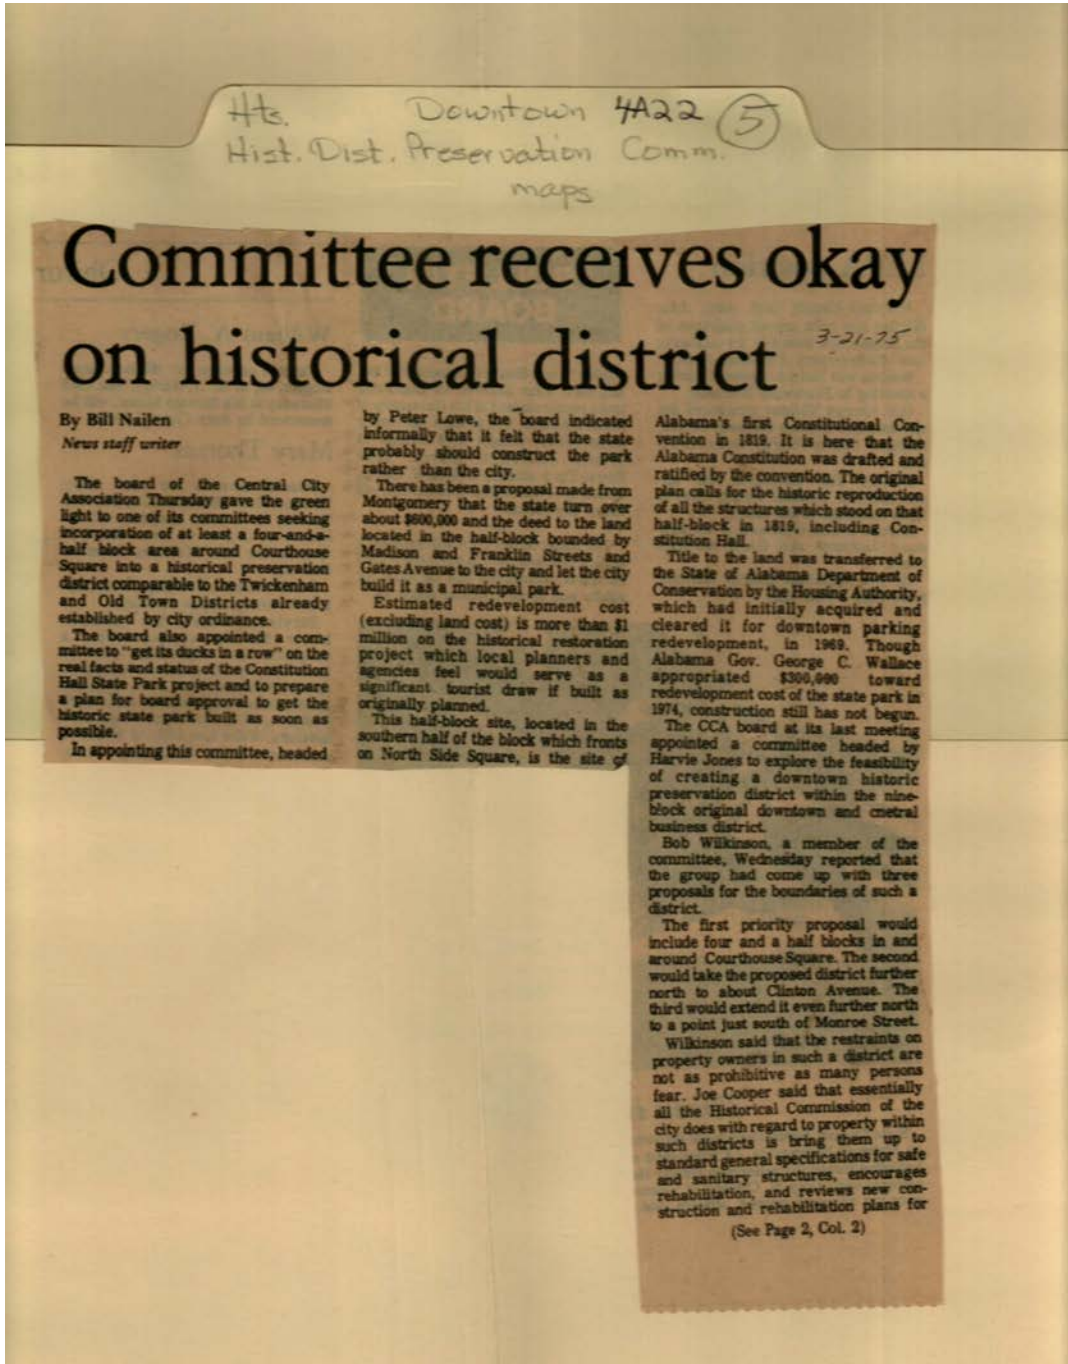 Hts. Downtown 4A22 5
Hist. Dist. Preservation Comm.
maps
Committee receives okay
on historical district
3-21-75
By Bill Nailen
News staff writer
The board of the Central City
Association Thursday gave the green
light to one of its committees seeking
incorporation of at least a four-and-a-
half block area around Courthouse
Square into a historical preservation
district comparable to the Twickenham
and Old Town Districts already
established by city ordinance.
The board also appointed a com-
mittee to "get its ducks in a row" on the
real facts and status of the Constitution
Hall State Park project and to prepare
a plan for board approval to get the
historic state park built as soon as
possible.
In appointing this committee, headed
by Peter Lowe, the board indicated
informally that it felt that the state
probably should construct the park
rather than the city.
There has been a proposal made from
Montgomery that the state turn over
about $600,000 and the deed to the land
located in the half-block bounded by
Madison and Franklin Streets and
Gates Avenue to the city and let the city
build it as a municipal park.
Estimated redevelopment cost
(excluding land cost) is more than $1
million on the historical restoration
project which local planners and
agencies feel would serve as a
significant tourist draw if built as
originally planned.
This half-block site, located in the
southern half of the block which fronts
on North Side Square, is the site of
Alabama's first Constitutional Con-
vention in 1819. It is here that the
Alabama Constitution was drafted and
ratified by the convention. The original
plan calls for the historic reproduction
of all the structures which stood on that
half-block in 1819, including Con-
stitution Hall.
Title to the land was transferred to
the State of Alabama Department of
Conservation by the Housing Authority,
which had initially acquired and
cleared it for downtown parking
redevelopment, in 1969. Though
Alabama Gov. George C. Wallace
appropriated $300,000 toward
redevelopment cost of the state park in
1974, construction still has not begun.
The CCA board at its last meeting
appointed a committee headed by
Harvie Jones to explore the feasibility
of creating a downtown historic
preservation district within the nine-
block original downtown and cnetral
business district.
Bob Wilkinson, a member of the
committee, Wednesday reported that
the group had come up with three
proposals for the boundaries of such a
district.
The first priority proposal would
include four and a half blocks in and
around Courthouse Square. The second
would take the proposed district further
north to about Clinton Avenue. The
third would extend it even further north
to a point just south of Monroe Street.
Wilkinson said that the restraints on
property owners in such a district are
not as prohibitive as many persons
fear. Joe Cooper said that essentially
all the Historical Commission of the
city does with regard to property within
such districts is bring them up to
standard general specifications for safe
and sanitary structures, encourages
rehabilitation, and reviews new con-
struction and rehabilitation plans for
(See Page 2, Col. 2)